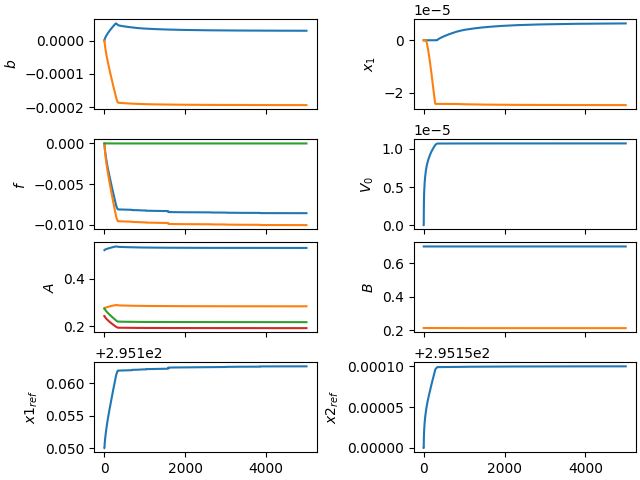 b
0.0000
−0.0001
−0.0002
1e−5
x1
0
−2
f
0.000
−0.005
−0.010
1e−5
V0
1.0
0.5
0.0
A
0.4
0.2
B
0.6
0.4
0.2
+2.951e2
x1ref
0.060
0.055
0.050
0 2000 4000
+2.9515e2
x2ref
0.00010
0.00005
0.00000
0 2000 4000